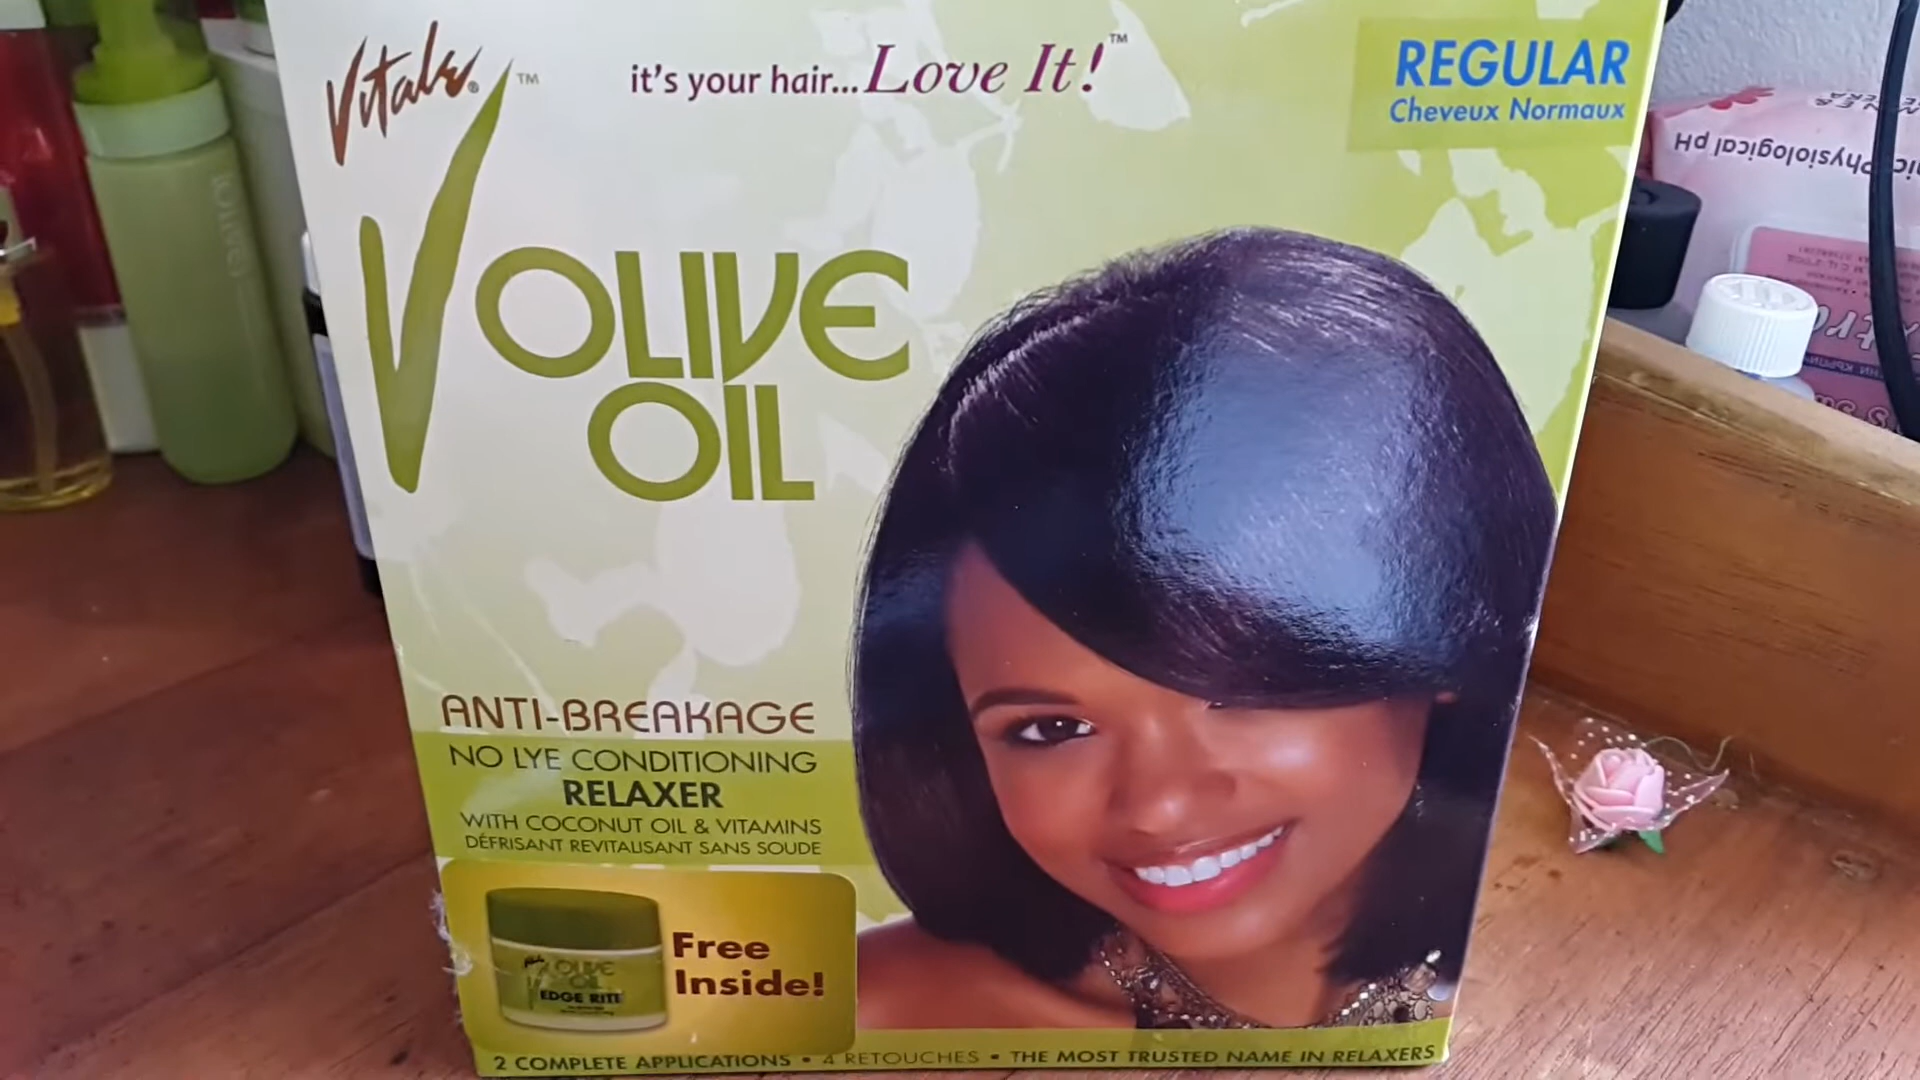 Vitale® ™
it's your hair... Love It!™
REGULAR
Cheveux Normaux
OLIVE
OIL
ANTI-BREAKAGE
NO LYE CONDITIONING
RELAXER
WITH COCONUT OIL & VITAMINS
DÉFRISANT REVITALISANT SANS SOUDE
Free
Inside!
OLIVE
OIL
EDGE RITE
2 COMPLETE APPLICATIONS • 4 RETOUCHES • THE MOST TRUSTED NAME IN RELAXERS
Physiological pH